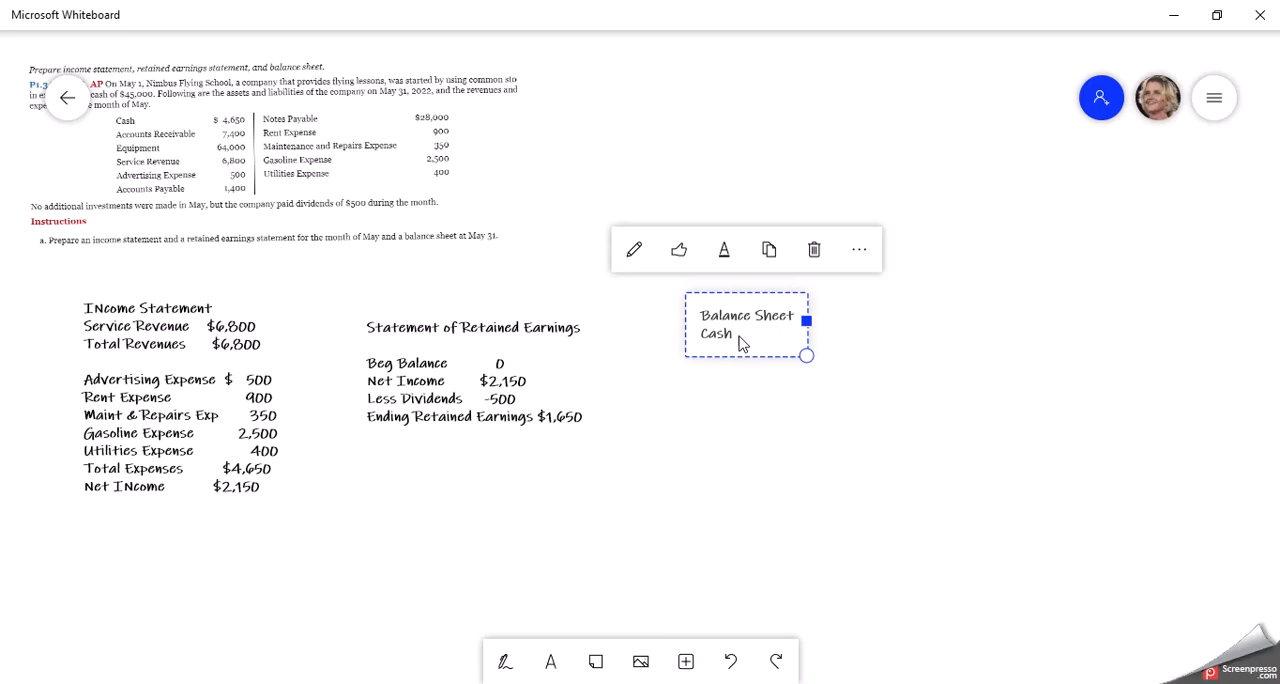 Microsoft Whiteboard
Prepare income statement, retained earnings statement, and balance sheet.
P1.3 AP On May 1, Nimbus Flying School, a company that provides flying lessons, was started by using common sto
in e cash of $45,000. Following are the assets and liabilities of the company on May 31, 2022, and the revenues and
expe month of May.
Cash $ 4,650 Notes Payable $28,000
Accounts Receivable 7,400 Rent Expense 900
Equipment 64,000 Maintenance and Repairs Expense 350
Service Revenue 6,800 Gasoline Expense 2,500
Advertising Expense 500 Utilities Expense 400
Accounts Payable 1,400
No additional investments were made in May, but the company paid dividends of $500 during the month.
Instructions
a. Prepare an income statement and a retained earnings statement for the month of May and a balance sheet at May 31.
INcome Statement
Service Revenue $6,800
Total Revenues $6,800
Advertising Expense $ 500
Rent Expense 900
Maint & Repairs Exp 350
Gasoline Expense 2,500
Utilities Expense 400
Total Expenses $4,650
Net INcome $2,150
Statement of Retained Earnings
Beg Balance 0
Net Income $2,150
Less Dividends -500
Ending Retained Earnings $1,650
Balance Sheet
Cash
Screenpresso
.com